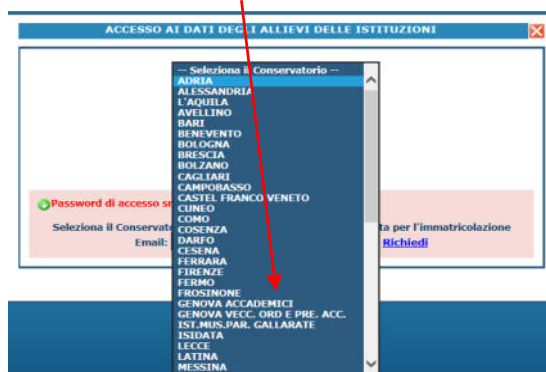 ACCESSO AI DATI DEGLI ALLIEVI DELLE ISTITUZIONI
-- Seleziona il Conservatorio --
ADRIA
ALESSANDRIA
L'AQUILA
AVELLINO
BARI
BENEVENTO
BOLOGNA
BRESCIA
BOLZANO
CAGLIARI
CAMPOBASSO
CASTEL FRANCO VENETO
CUNEO
COMO
COSENZA
DARFO
CESENA
FERRARA
FIRENZE
FERMO
FROSINONE
GENOVA ACCADEMICI
GENOVA VECC. ORD E PRE. ACC.
IST.MUS.PAR. GALLARATE
ISIDATA
LECCE
LATINA
MESSINA
Password di accesso
Seleziona il per l'immatricolazione
Email: Richiedi